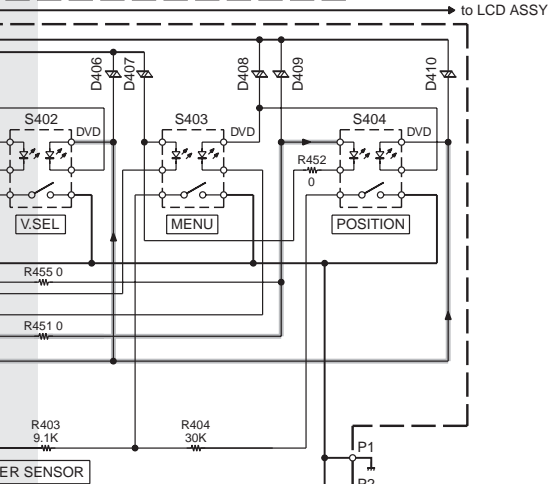 to LCD ASSY
D406
D407
D408
D409
D410
S402
S403
S404
DVD
DVD
DVD
R452
0
V.SEL
MENU
POSITION
R455 0
R451 0
R403
9.1K
R404
30K
P1
ER SENSOR
P2